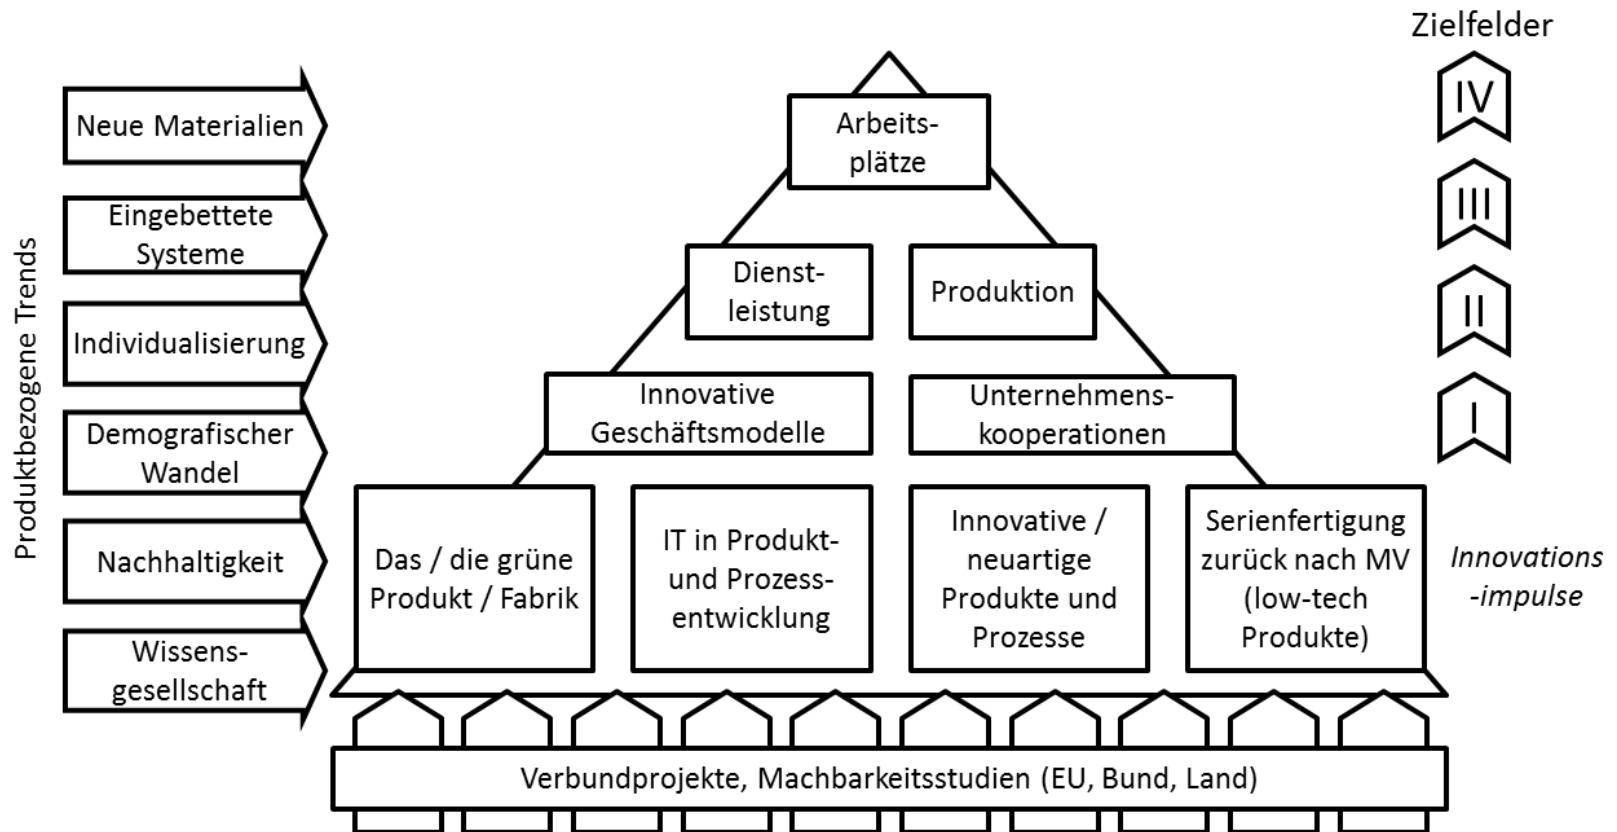 Zielfelder
IV
III
II
I
Innovations
-impulse
Produktbezogene Trends
Neue Materialien
Eingebettete
Systeme
Individualisierung
Demografischer
Wandel
Nachhaltigkeit
Wissens-
gesellschaft
Arbeits-
plätze
Dienst-
leistung
Produktion
Innovative
Geschäftsmodelle
Unternehmens-
kooperationen
Das / die grüne
Produkt / Fabrik
IT in Produkt-
und Prozess-
entwicklung
Innovative /
neuartige
Produkte und
Prozesse
Serienfertigung
zurück nach MV
(low-tech
Produkte)
Verbundprojekte, Machbarkeitsstudien (EU, Bund, Land)